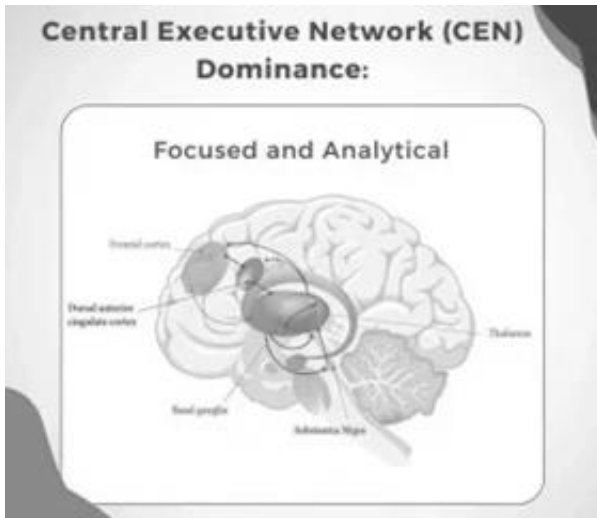 Central Executive Network (CEN)
Dominance:
Focused and Analytical
Frontal cortex
Dorsal anterior
cingulate cortex
Thalamus
Basal ganglia
Substantia Nigra